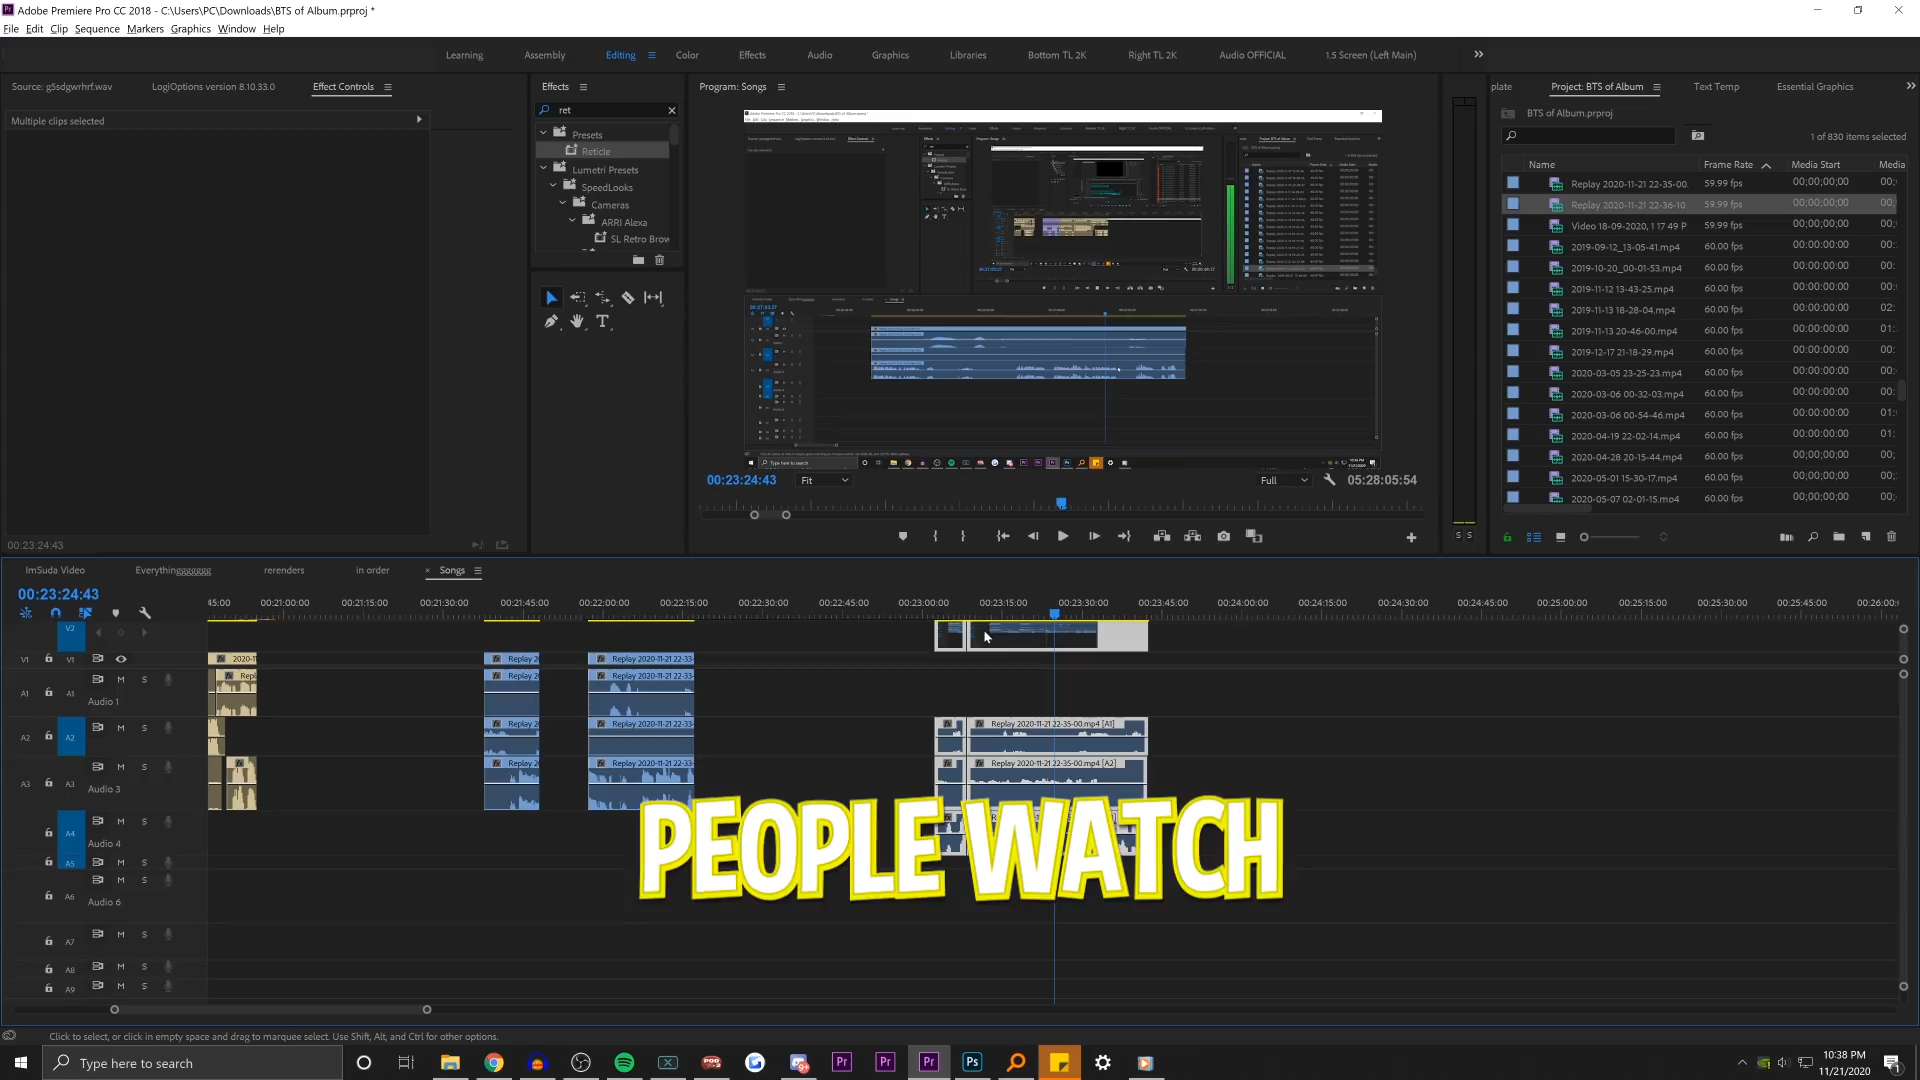 Adobe Premiere Pro CC 2018 - C:\Users\PC\Downloads\BTS of Album.prproj *
File Edit Clip Sequence Markers Graphics Window Help
Learning Assembly Editing Color Effects Audio Graphics Libraries Bottom TL 2K Right TL 2K Audio OFFICIAL 1.5 Screen (Left Main)
Source: g5sdgwrhrf.wav LogiOptions version 8.10.33.0 Effect Controls
Multiple clips selected
00:23:24:43
Effects
ret
Presets
Reticle
Lumetri Presets
SpeedLooks
Cameras
ARRI Alexa
SL Retro Brow
Program: Songs
00:23:24:43 Fit Full 05:28:05:54
plate Project: BTS of Album.prproj Text Temp Essential Graphics
BTS of Album.prproj
1 of 830 items selected
Name Frame Rate Media Start Media
Replay 2020-11-21 22-35-00. 59.99 fps 00;00;00;00 00;
Replay 2020-11-21 22-36-10. 59.99 fps 00;00;00;00 00;
Video 18-09-2020, 1 17 49 P 59.99 fps 00;00;00;00 00;
2019-09-12_13-05-41.mp4 60.00 fps 00:00:00:00 00:
2019-10-20_00-01-53.mp4 60.00 fps 00:00:00:00 00:
2019-11-12 13-43-25.mp4 60.00 fps 00:00:00:00 00:
2019-11-13 18-28-04.mp4 60.00 fps 00:00:00:00 02:
2019-11-13 20-46-00.mp4 60.00 fps 00:00:00:00 01:
2019-12-17 21-18-29.mp4 60.00 fps 00:00:00:00 00:
2020-03-05 23-25-23.mp4 60.00 fps 00:00:00:00 00:
2020-03-06 00-32-03.mp4 60.00 fps 00:00:00:00 00:
2020-03-06 00-54-46.mp4 60.00 fps 00:00:00:00 01:
2020-04-19 22-02-14.mp4 60.00 fps 00:00:00:00 01:
2020-04-28 20-15-44.mp4 60.00 fps 00:00:00:00 00:
2020-05-01 15-30-17.mp4 60.00 fps 00:00:00:00 01:
2020-05-07 02-01-15.mp4 60.00 fps 00:00:00:00 00:
ImSuda Video Everythinggggggg rerenders in order × Songs
00:23:24:43
45:00 00:21:00:00 00:21:15:00 00:21:30:00 00:21:45:00 00:22:00:00 00:22:15:00 00:22:30:00 00:22:45:00 00:23:00:00 00:23:15:00 00:23:30:00 00:23:45:00 00:24:00:00 00:24:15:00 00:24:30:00 00:24:45:00 00:25:00:00 00:25:15:00 00:25:30:00 00:25:45:00 00:26:00:
V2
V1 V1 2020-1 Replay 20 Replay 2020-11-21 22-33-
A1 A1 M S Repl Replay 20 Replay 2020-11-21 22-33-
Audio 1
A2 A2 M S Replay 20 Replay 2020-11-21 22-33- Replay 2020-11-21 22-35-00.mp4 [A1]
A3 A3 M S Replay 20 Replay 2020-11-21 22-33- Replay 2020-11-21 22-35-00.mp4 [A2]
Audio 3
A4 M S
Audio 4
PEOPLE WATCH
A5 M S
A6 M S
Audio 6
A7 M S
A8 M S
A9 M S
Click to select, or click in empty space and drag to marquee select. Use Shift, Alt, and Ctrl for other options.
Type here to search
10:38 PM
11/21/2020